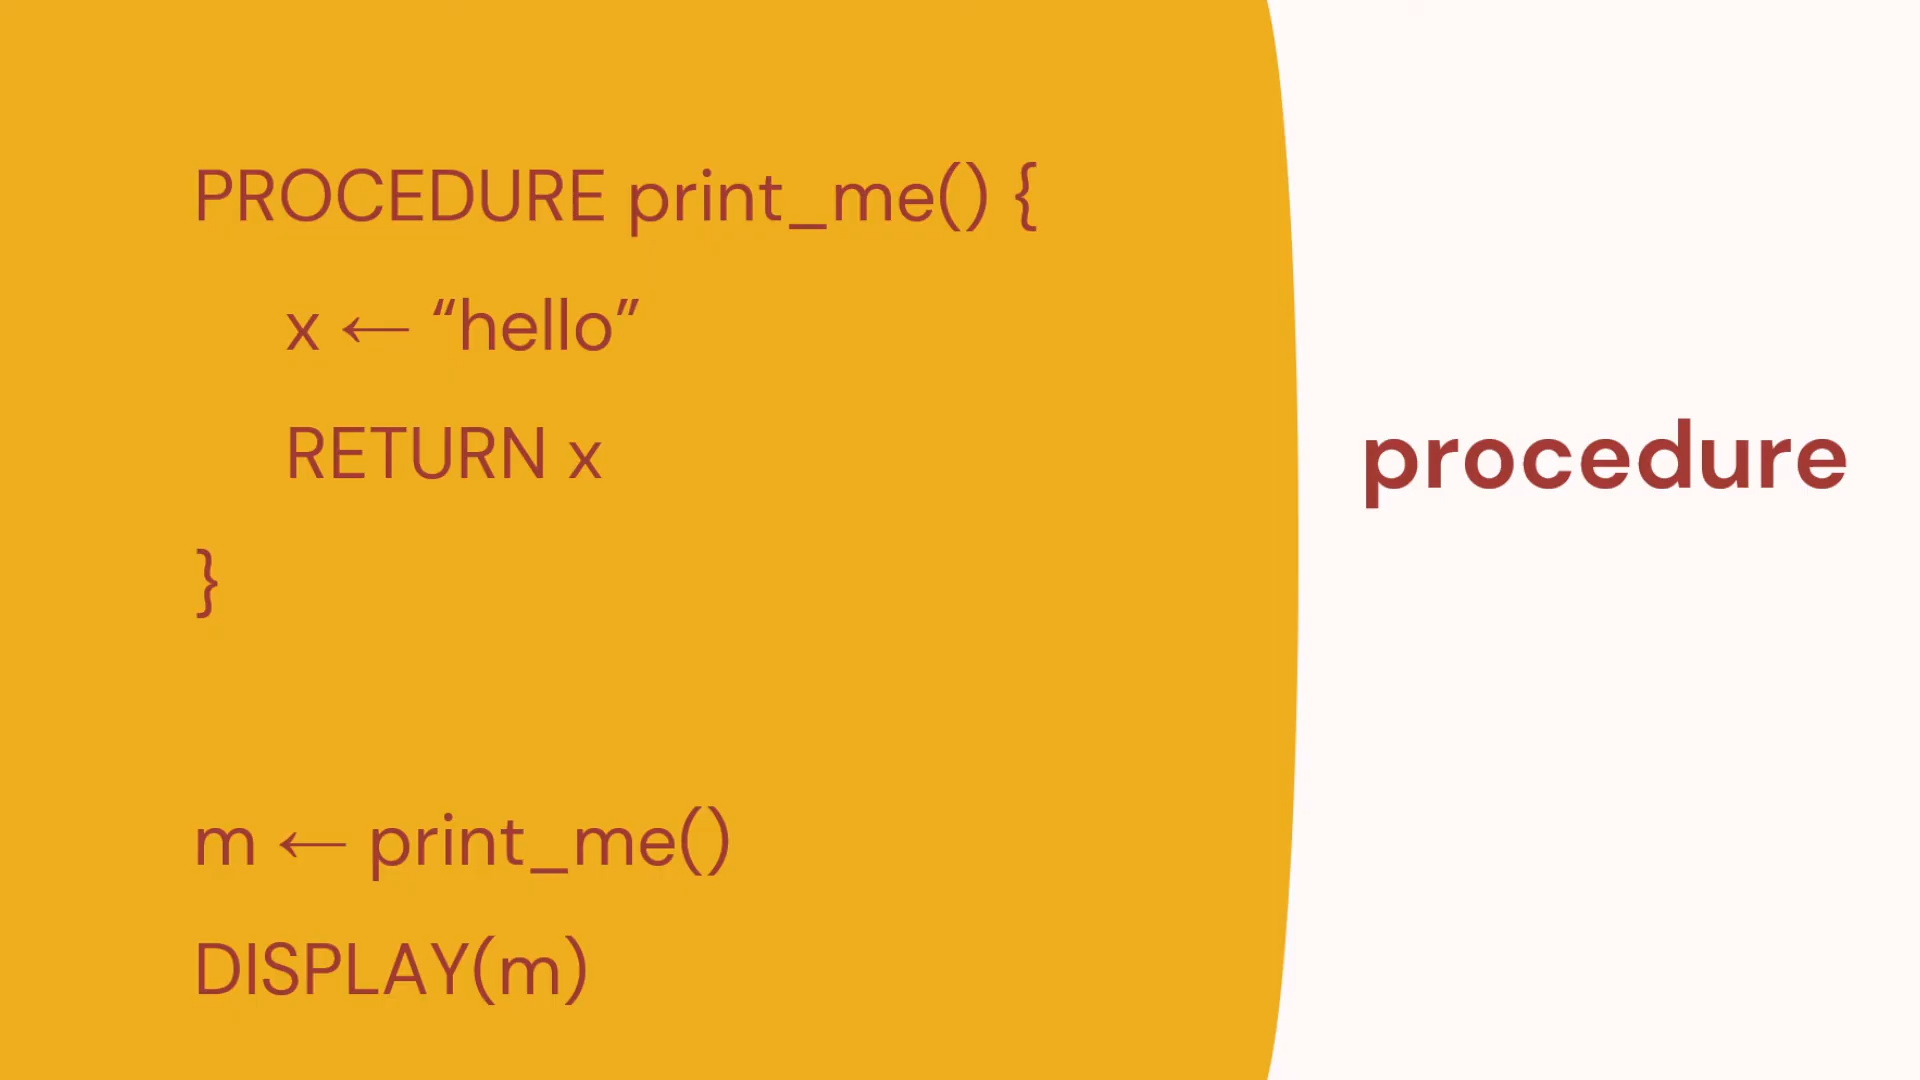 PROCEDURE print_me() {
x ← “hello”
RETURN x
}
m ← print_me()
DISPLAY(m)
procedure